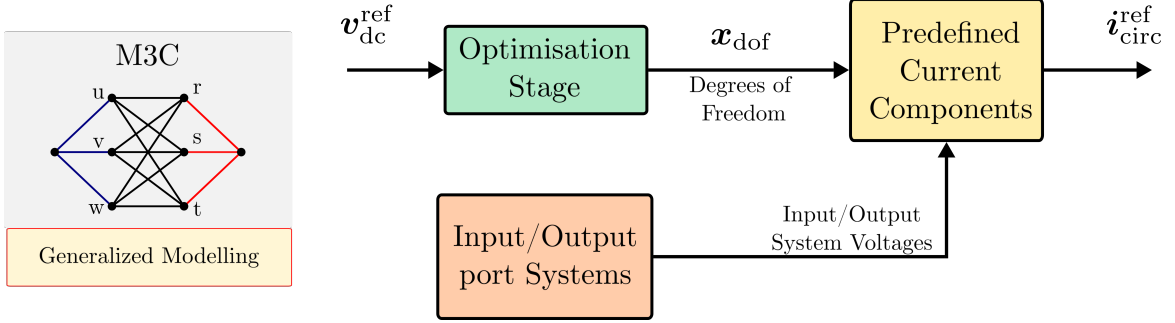 M3C
u
r
v
s
w
t
Generalized Modelling
v_dc^ref
Optimisation
Stage
x_dof
Degrees of
Freedom
Predefined
Current
Components
i_circ^ref
Input/Output
port Systems
Input/Output
System Voltages